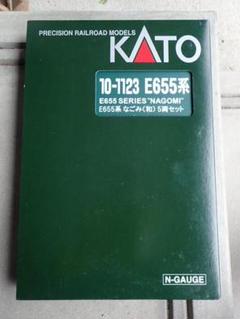 PRECISION RAILROAD MODELS
KATO
10-1123 E655系
E655 SERIES "NAGOMI"
E655系 なごみ(和) 5両セット
N-GAUGE